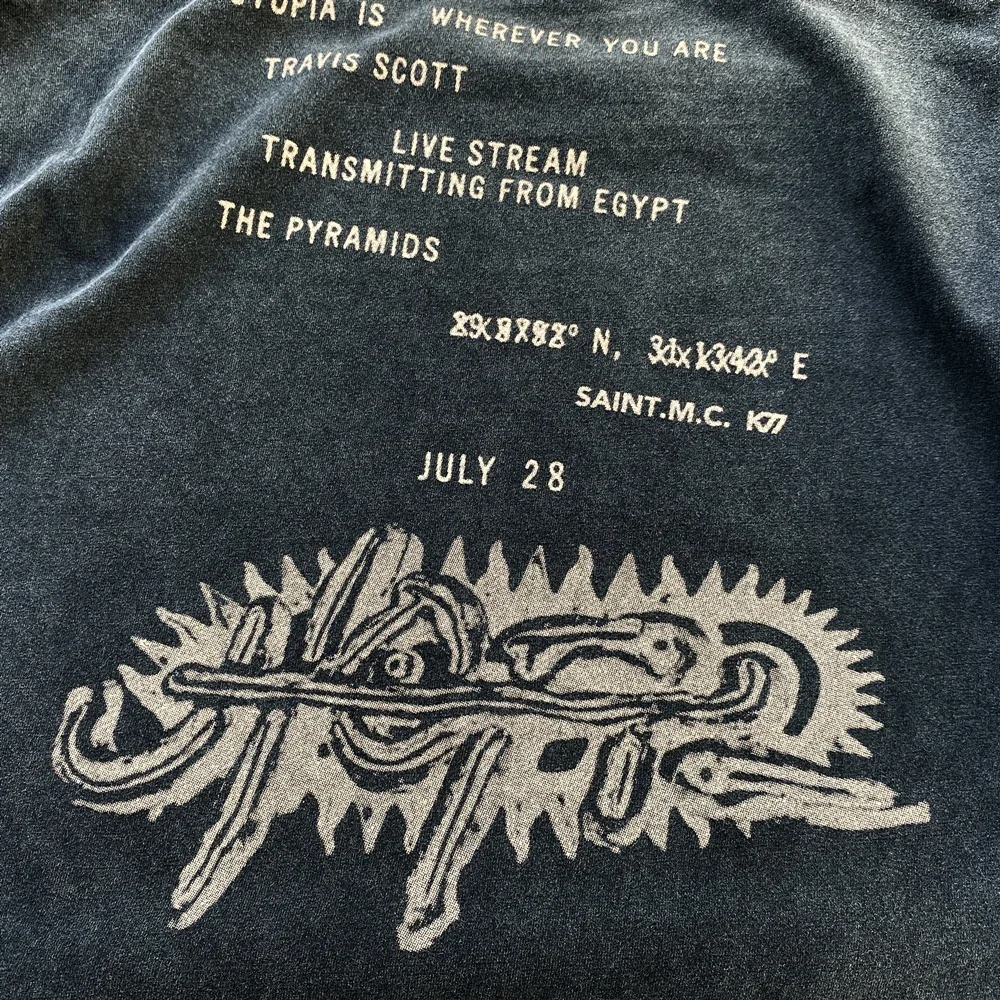 UTOPIA IS WHEREVER YOU ARE
TRAVIS SCOTT
LIVE STREAM
TRANSMITTING FROM EGYPT
THE PYRAMIDS
N, E
SAINT.M.C. K77
JULY 28